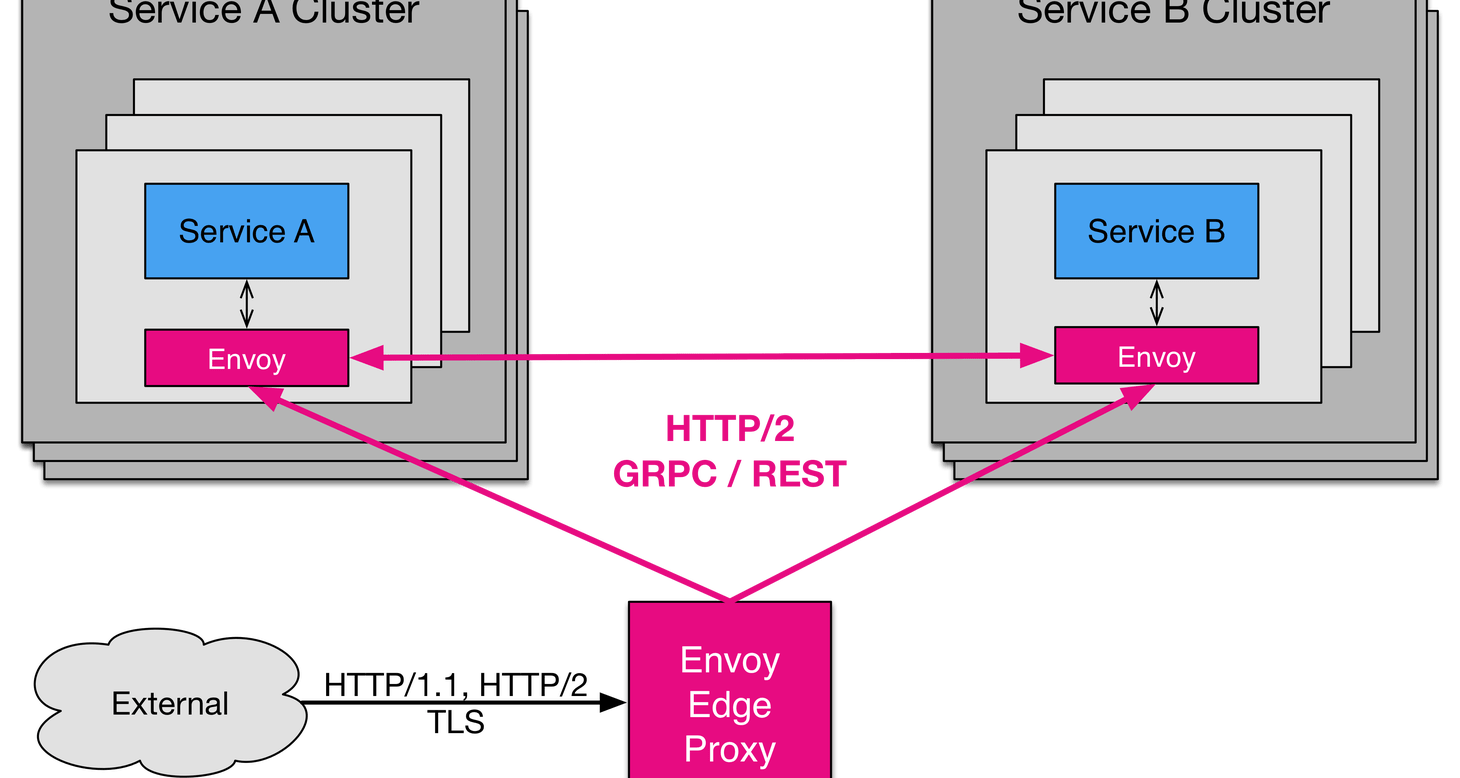 Service A Cluster
Service B Cluster
Service A
Service B
Envoy
Envoy
HTTP/2
GRPC / REST
External
HTTP/1.1, HTTP/2
TLS
Envoy
Edge
Proxy